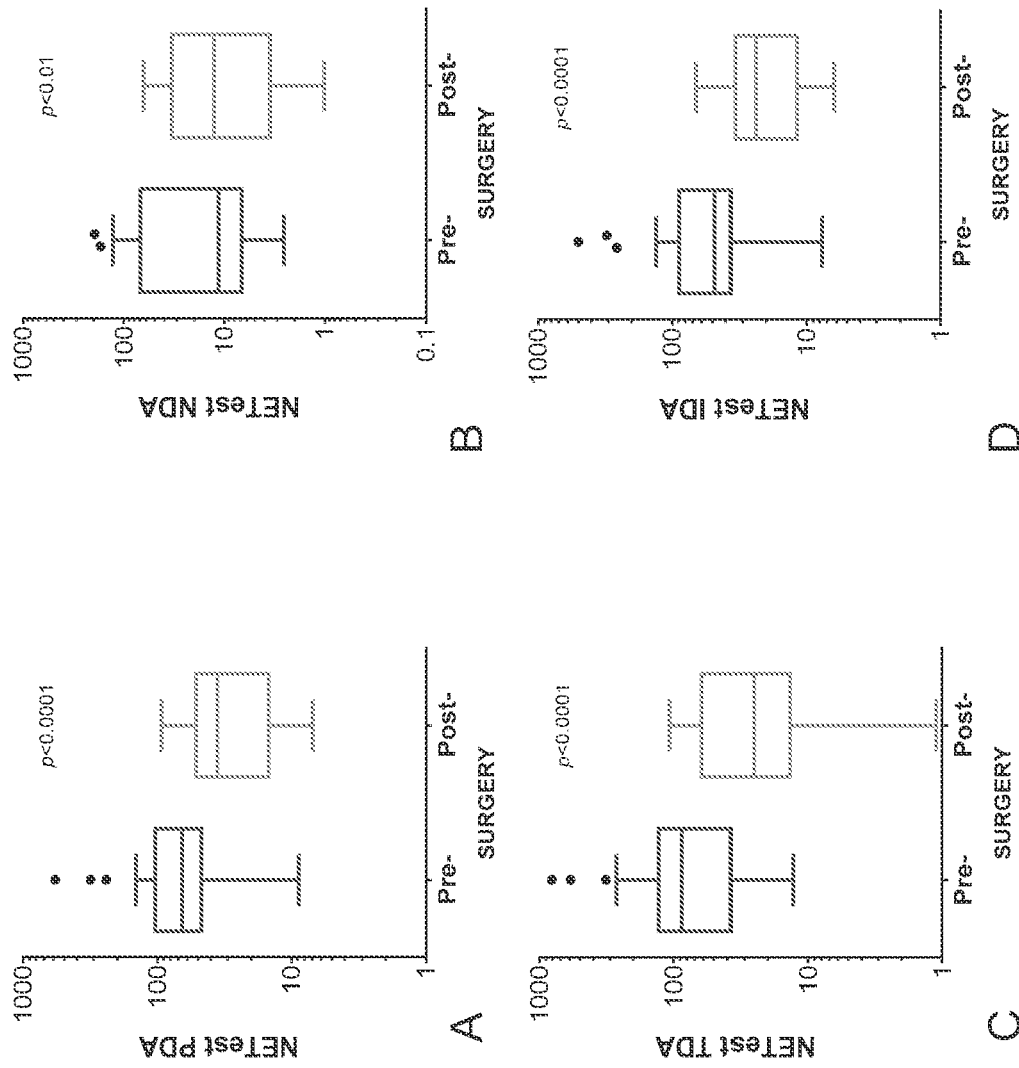 A
NETest PDA
1000
100
10
1
p<0.0001
Pre-
Post-
SURGERY
B
NETest NDA
1000
100
10
1
0.1
p<0.01
Pre-
Post-
SURGERY
C
NETest TDA
1000
100
10
1
p<0.0001
Pre-
Post-
SURGERY
D
NETest IDA
1000
100
10
1
p<0.0001
Pre-
Post-
SURGERY